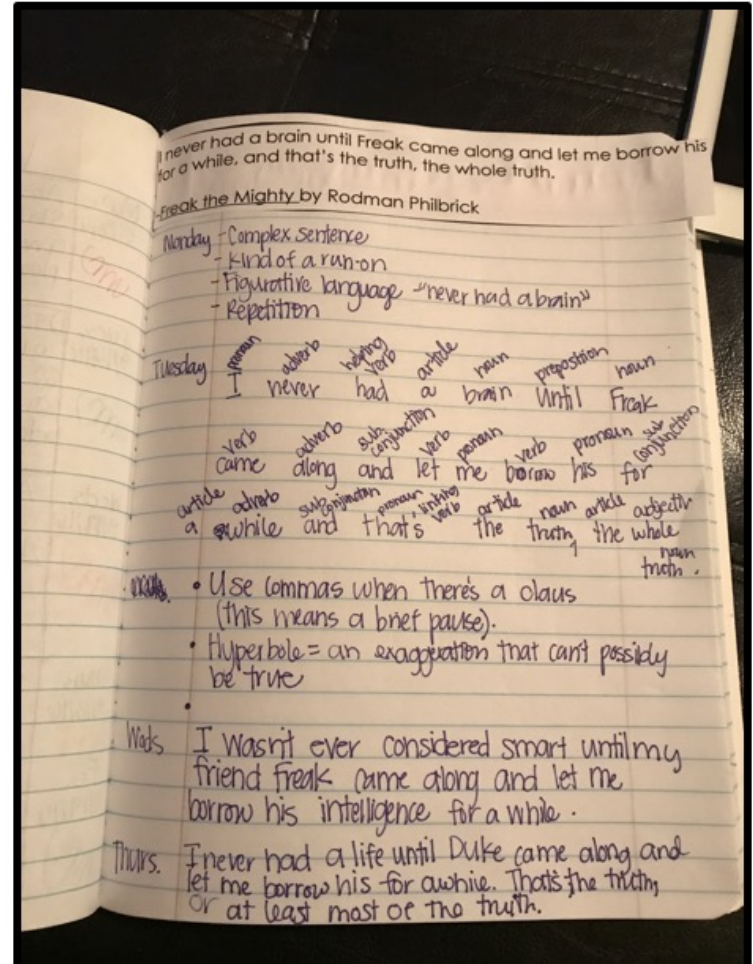 I never had a brain until Freak came along and let me borrow his
for a while, and that's the truth, the whole truth.
-Freak the Mighty by Rodman Philbrick
Monday - Complex sentence
- Kind of a run-on
- Figurative language "never had a brain"
- Repetition
pronoun adverb helping verb article noun preposition noun
Tuesday I never had a brain until Freak
verb adverb sub conjunction verb pronoun verb pronoun sub conjunction
came along and let me borrow his for
article adverb sub conjunction pronoun linking verb article noun article adjective
a while and that's the truth, the whole
noun
truth.
• Use commas when there's a claus
(this means a brief pause).
• Hyperbole = an exaggeration that can't possibly
be true
•
Weds I wasn't ever considered smart until my
friend Freak came along and let me
borrow his intelligence for a while.
Thurs. I never had a life until Duke came along and
let me borrow his for awhile. That's the truth,
or at least most of the truth.